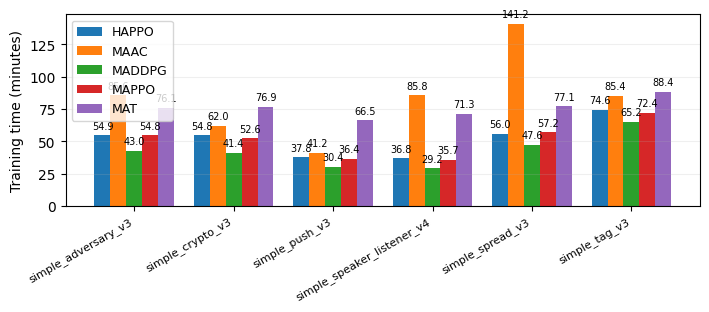 Training time (minutes)
125
100
75
50
25
0
HAPPO
MAAC
MADDPG
MAPPO
MAT
54.9
43.0
54.8
76.1
54.8
62.0
41.4
52.6
76.9
37.8
41.2
30.4
36.4
66.5
36.8
85.8
29.2
35.7
71.3
56.0
141.2
47.6
57.2
77.1
74.6
85.4
65.2
72.4
88.4
simple_adversary_v3
simple_crypto_v3
simple_push_v3
simple_speaker_listener_v4
simple_spread_v3
simple_tag_v3